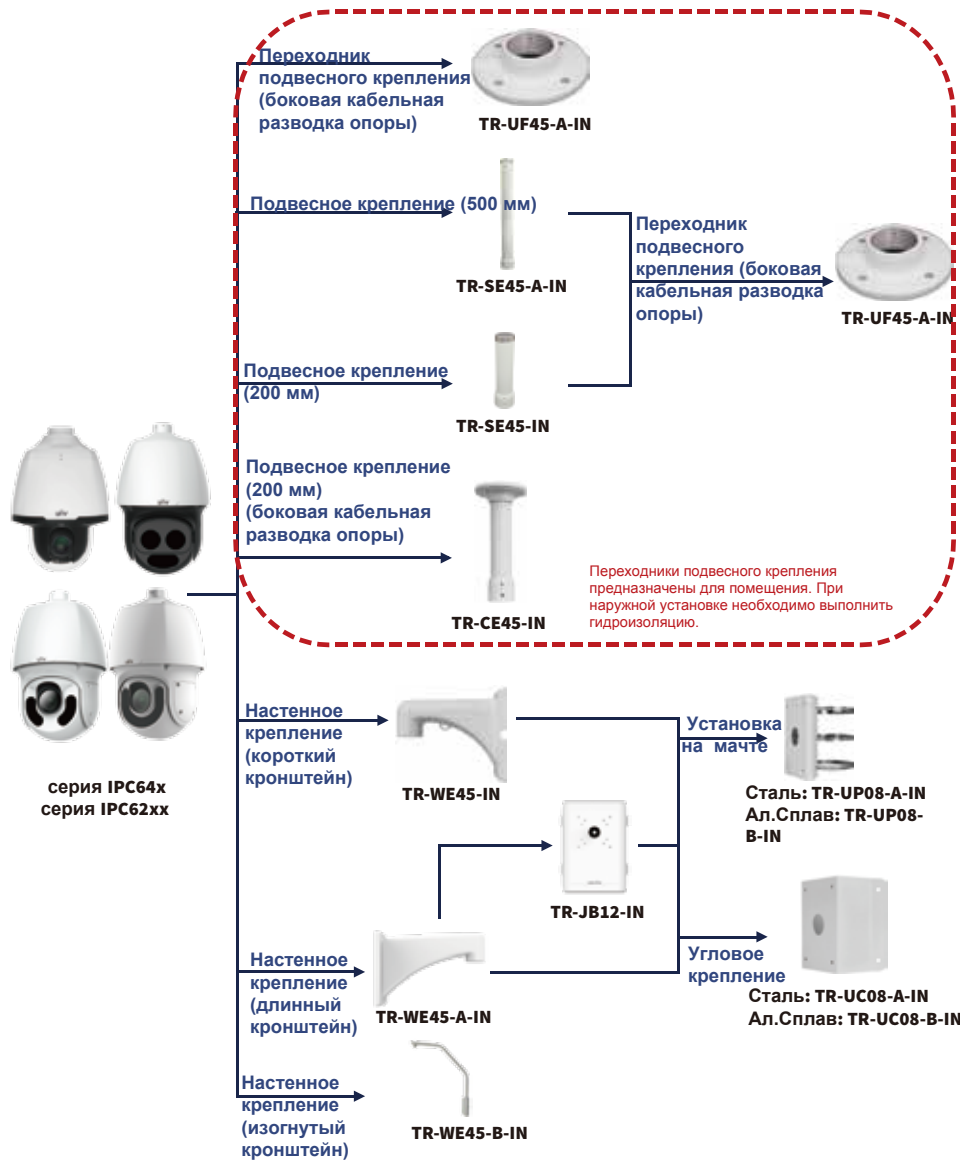 Переходник
подвесного крепления
(боковая кабельная
разводка опоры)
TR-UF45-A-IN
Подвесное крепление (500 мм)
TR-SE45-A-IN
Переходник
подвесного
крепления (боковая
кабельная разводка
опоры)
TR-UF45-A-IN
Подвесное крепление
(200 мм)
TR-SE45-IN
Подвесное крепление
(200 мм)
(боковая кабельная
разводка опоры)
TR-CE45-IN
Переходники подвесного крепления
предназначены для помещения. При
наружной установке необходимо выполнить
гидроизоляцию.
серия IPC64x
серия IPC62xx
Настенное
крепление
(короткий
кронштейн)
TR-WE45-IN
Установка
на мачте
Сталь: TR-UP08-A-IN
Ал.Сплав: TR-UP08-
B-IN
TR-JB12-IN
Настенное
крепление
(длинный
кронштейн)
TR-WE45-A-IN
Угловое
крепление
Сталь: TR-UC08-A-IN
Ал.Сплав: TR-UC08-B-IN
Настенное
крепление
(изогнутый
кронштейн)
TR-WE45-B-IN